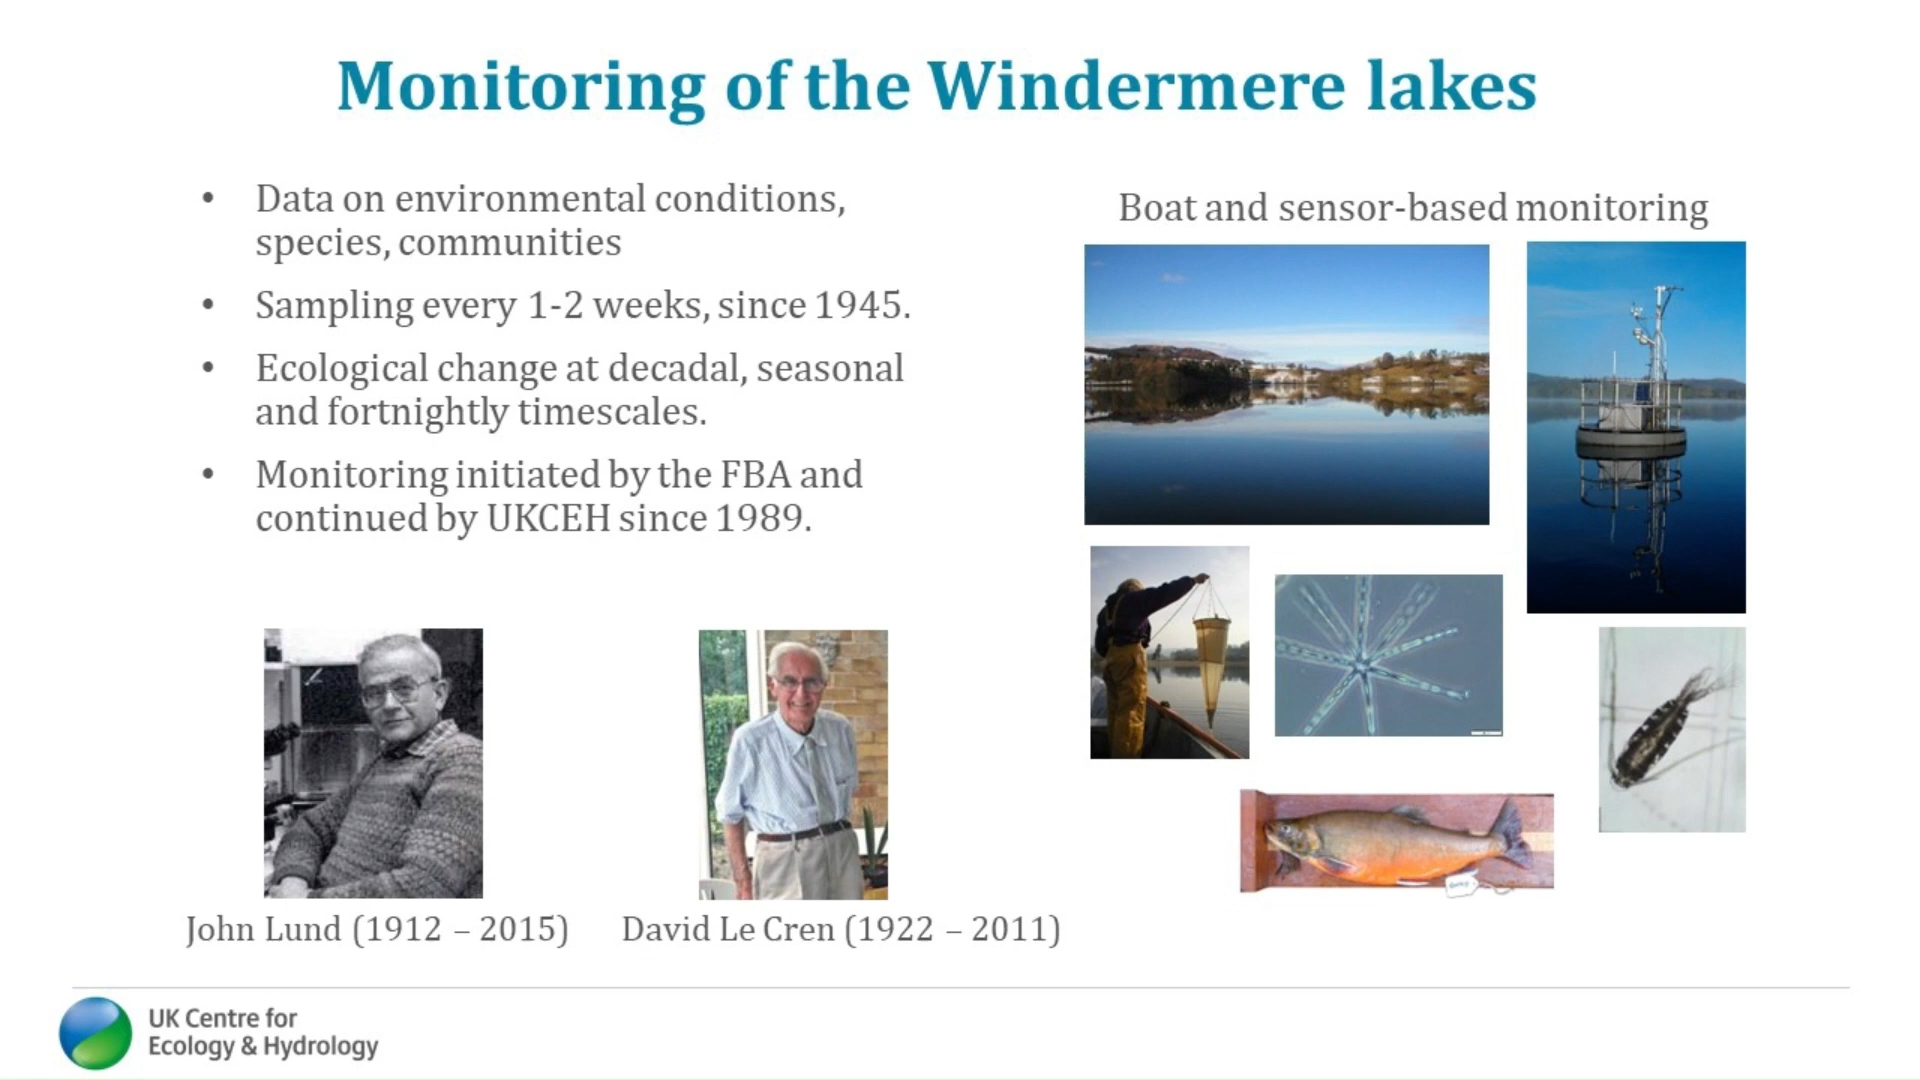 Monitoring of the Windermere lakes
• Data on environmental conditions,
species, communities
• Sampling every 1-2 weeks, since 1945.
• Ecological change at decadal, seasonal
and fortnightly timescales.
• Monitoring initiated by the FBA and
continued by UKCEH since 1989.
Boat and sensor-based monitoring
John Lund (1912 – 2015)
David Le Cren (1922 – 2011)
UK Centre for
Ecology & Hydrology